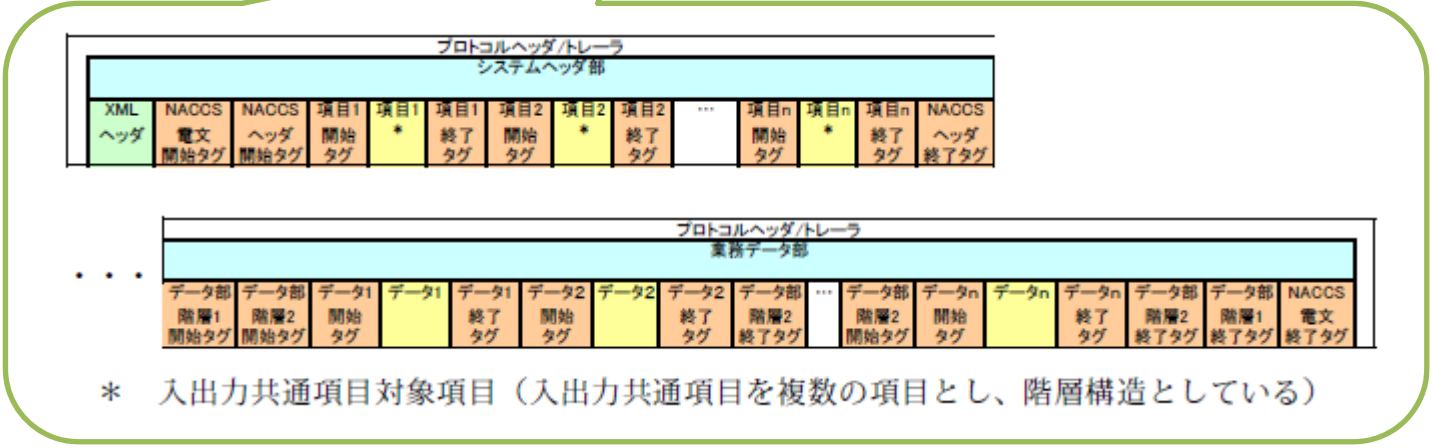 プロトコルヘッダ/トレーラ
システムヘッダ部
XML NACCS NACCS 項目1 項目1 項目1 項目2 項目2 項目2 … 項目n 項目n 項目n NACCS
ヘッダ 電文 ヘッダ 開始 * 終了 開始 * 終了 開始 * 終了 ヘッダ
開始タグ 開始タグ タグ タグ タグ タグ タグ タグ 終了タグ
プロトコルヘッダ/トレーラ
業務データ部
・・・
データ部 データ部 データ1 データ1 データ1 データ2 データ2 データ2 データ部 … データ部 データn データn データn データ部 データ部 NACCS
階層1 階層2 開始 終了 開始 終了 階層2 階層2 開始 終了 階層2 階層1 電文
開始タグ 開始タグ タグ タグ タグ タグ 終了タグ 開始タグ タグ タグ 終了タグ 終了タグ 終了タグ
* 入出力共通項目対象項目（入出力共通項目を複数の項目とし、階層構造としている）